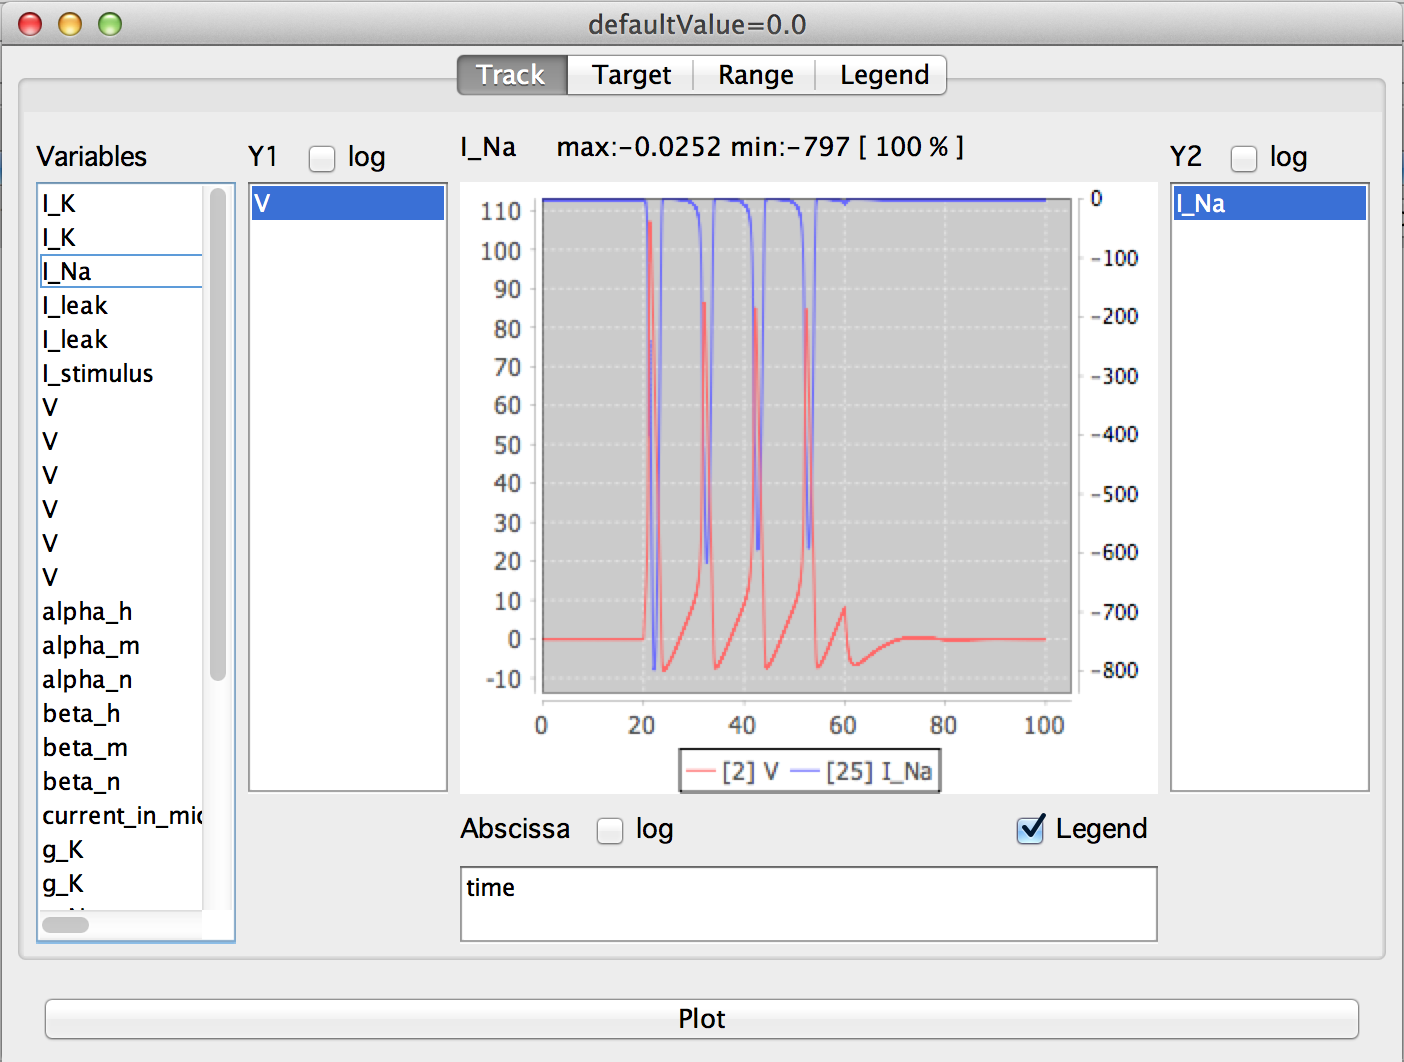 defaultValue=0.0
Track Target Range Legend
Variables
I_K
I_K
I_Na
I_leak
I_leak
I_stimulus
V
V
V
V
V
V
alpha_h
alpha_m
alpha_n
beta_h
beta_m
beta_n
current_in_mic
g_K
g_K
Y1 log
V
I_Na max:-0.0252 min:-797 [ 100 % ]
110
100
90
80
70
60
50
40
30
20
10
0
-10
0
-100
-200
-300
-400
-500
-600
-700
-800
0 20 40 60 80 100
[2] V [25] I_Na
Abscissa log Legend
time
Y2 log
I_Na
Plot